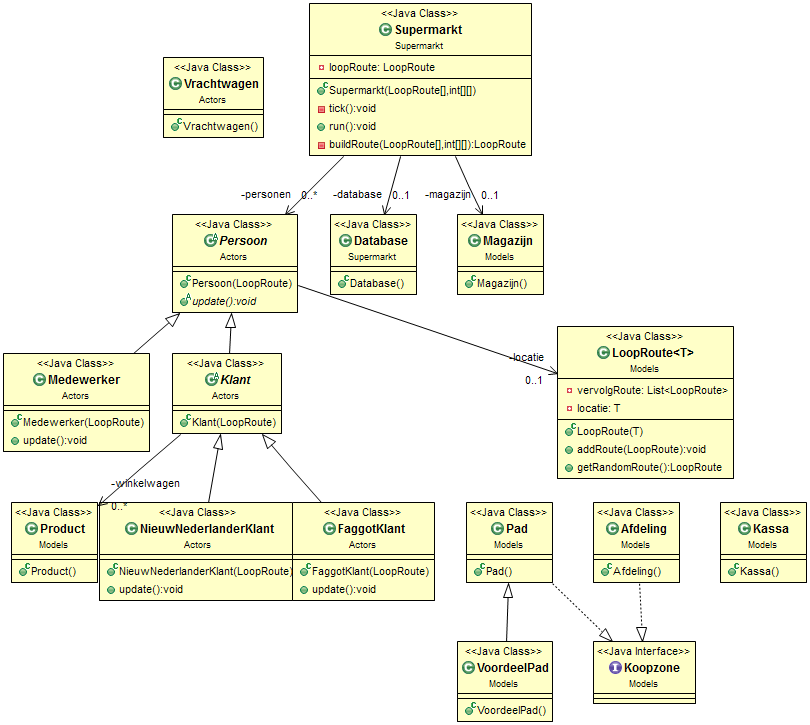 <<Java Class>>
Supermarkt
Supermarkt
loopRoute: LoopRoute
Supermarkt(LoopRoute[],int[][])
tick():void
run():void
buildRoute(LoopRoute[],int[][]):LoopRoute
<<Java Class>>
Vrachtwagen
Actors
Vrachtwagen()
-personen 0..*
-database 0..1
-magazijn 0..1
<<Java Class>>
Persoon
Actors
Persoon(LoopRoute)
update():void
<<Java Class>>
Database
Supermarkt
Database()
<<Java Class>>
Magazijn
Models
Magazijn()
-locatie
0..1
<<Java Class>>
LoopRoute<T>
Models
vervolgRoute: List<LoopRoute>
locatie: T
LoopRoute(T)
addRoute(LoopRoute):void
getRandomRoute():LoopRoute
<<Java Class>>
Medewerker
Actors
Medewerker(LoopRoute)
update():void
<<Java Class>>
Klant
Actors
Klant(LoopRoute)
-winkelwagen
0..*
<<Java Class>>
Product
Models
Product()
<<Java Class>>
NieuwNederlanderKlant
Actors
NieuwNederlanderKlant(LoopRoute)
update():void
<<Java Class>>
FaggotKlant
Actors
FaggotKlant(LoopRoute)
update():void
<<Java Class>>
Pad
Models
Pad()
<<Java Class>>
Afdeling
Models
Afdeling()
<<Java Class>>
Kassa
Models
Kassa()
<<Java Class>>
VoordeelPad
Models
VoordeelPad()
<<Java Interface>>
Koopzone
Models